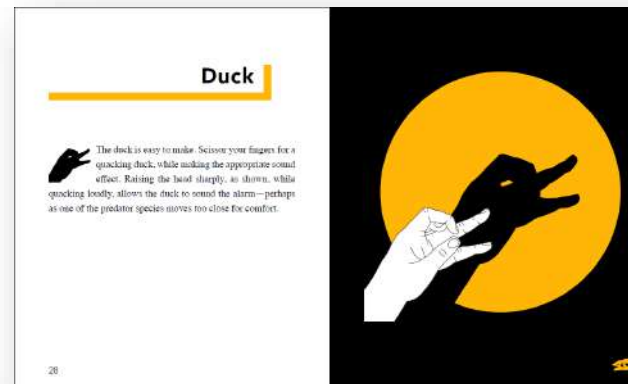 Duck
The duck is easy to make. Scissor your fingers for a
quacking duck, while making the appropriate sound
effect. Raising the head sharply, as shown, while
quacking loudly, allows the duck to sound the alarm—perhaps
as one of the predator species moves too close for comfort.
28